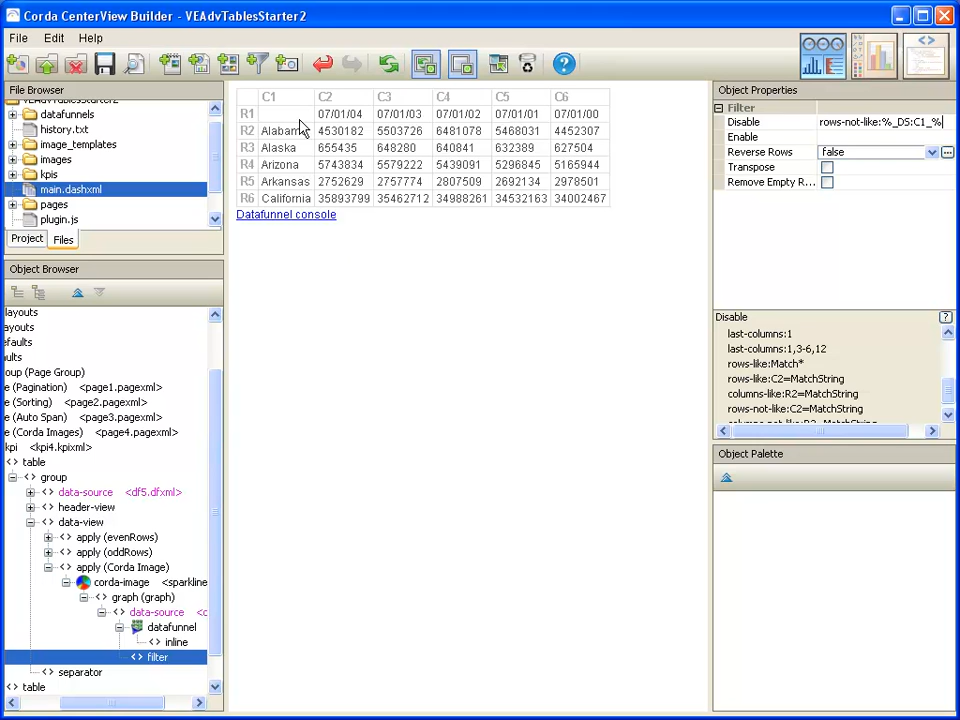 Corda CenterView Builder - VEAdvTablesStarter2
File Edit Help
File Browser
VEAdvTablesStarter2
datafunnels
history.txt
image_templates
images
kpis
main.dashxml
pages
plugin.js
Project Files
Object Browser
layouts
ayouts
efaults
aults
oup (Page Group)
e (Pagination) <page1.pagexml>
e (Sorting) <page2.pagexml>
e (Auto Span) <page3.pagexml>
e (Corda Images) <page4.pagexml>
kpi <kpi4.kpixml>
<> table
<> group
<> data-source <df5.dfxml>
<> header-view
<> data-view
<> apply (evenRows)
<> apply (oddRows)
<> apply (Corda Image)
corda-image <sparkline
<> graph (graph)
<> data-source <c
datafunnel
<> inline
<> filter
<> separator
<> table
C1 C2 C3 C4 C5 C6
R1 07/01/04 07/01/03 07/01/02 07/01/01 07/01/00
R2 Alabama 4530182 5503726 6481078 5468031 4452307
R3 Alaska 655435 648280 640841 632389 627504
R4 Arizona 5743834 5579222 5439091 5296845 5165944
R5 Arkansas 2752629 2757774 2807509 2692134 2978501
R6 California 35893799 35462712 34988261 34532163 34002467
Datafunnel console
Object Properties
Filter
Disable rows-not-like:%_DS:C1_%
Enable
Reverse Rows false
Transpose
Remove Empty R...
Disable
last-columns:1
last-columns:1,3-6,12
rows-like:Match*
rows-like:C2=MatchString
columns-like:R2=MatchString
rows-not-like:C2=MatchString
columns-not-like:R2=MatchString
Object Palette